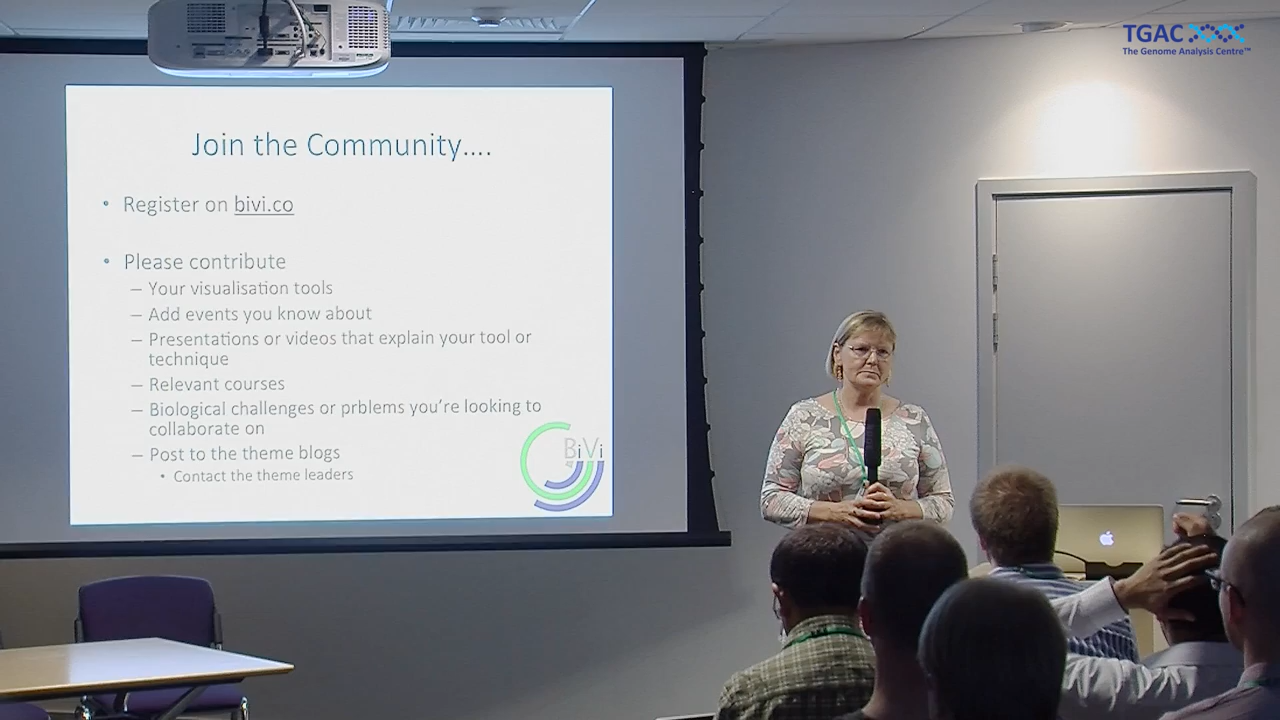 TGAC
The Genome Analysis Centre™
Join the Community....
• Register on bivi.co
• Please contribute
– Your visualisation tools
– Add events you know about
– Presentations or videos that explain your tool or
technique
– Relevant courses
– Biological challenges or prblems you're looking to
collaborate on
– Post to the theme blogs
• Contact the theme leaders
BiVi